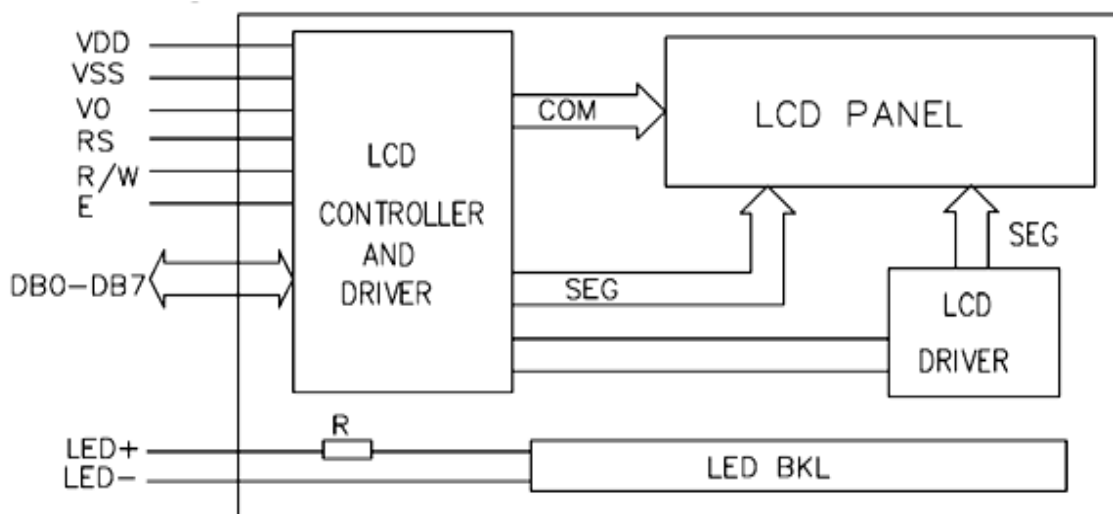 VDD
VSS
V0
RS
R/W
E
DB0-DB7
LED+
LED-
LCD
CONTROLLER
AND
DRIVER
COM
SEG
LCD PANEL
SEG
LCD
DRIVER
R
LED BKL